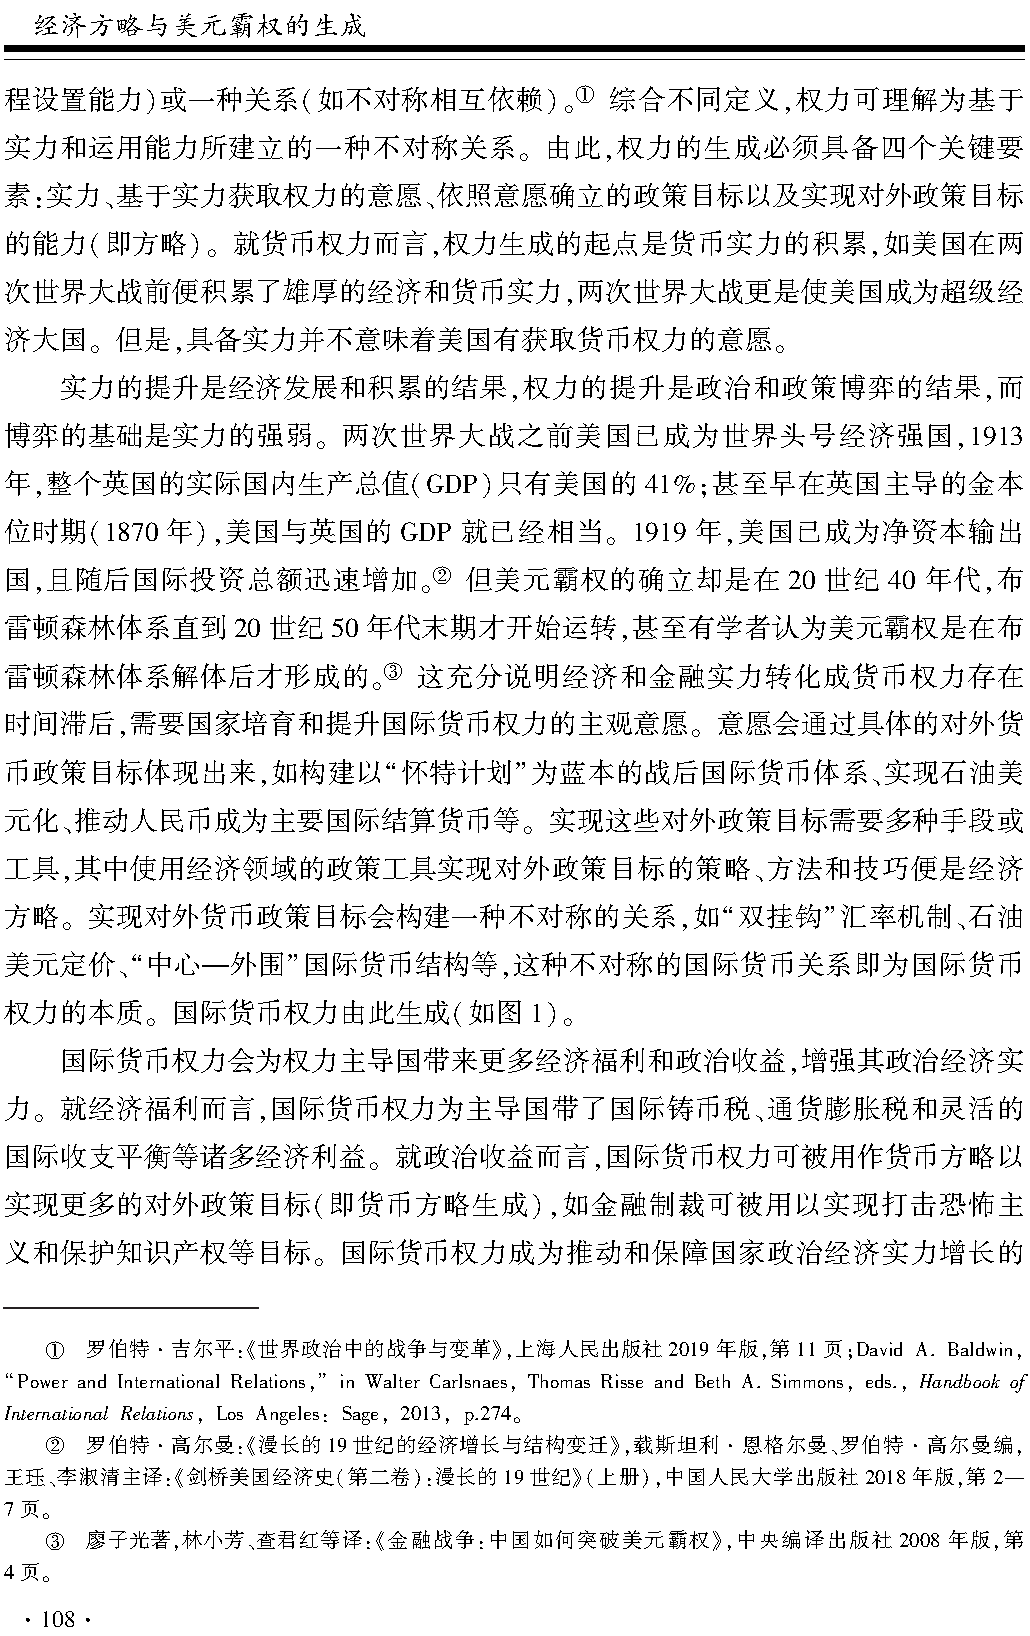 经济方略与美元霸权的生成
程设置能力)或一种关系(如不对称相互依赖)。① 综合不同定义,权力可理解为基于
实力和运用能力所建立的一种不对称关系。由此,权力的生成必须具备四个关键要
素:实力、基于实力获取权力的意愿、依照意愿确立的政策目标以及实现对外政策目标
的能力(即方略)。就货币权力而言,权力生成的起点是货币实力的积累,如美国在两
次世界大战前便积累了雄厚的经济和货币实力,两次世界大战更是使美国成为超级经
济大国。但是,具备实力并不意味着美国有获取货币权力的意愿。
实力的提升是经济发展和积累的结果,权力的提升是政治和政策博弈的结果,而
博弈的基础是实力的强弱。两次世界大战之前美国已成为世界头号经济强国,1913
年,整个英国的实际国内生产总值(GDP)只有美国的 41%;甚至早在英国主导的金本
位时期(1870 年),美国与英国的 GDP 就已经相当。1919 年,美国已成为净资本输出
国,且随后国际投资总额迅速增加。② 但美元霸权的确立却是在 20 世纪 40 年代,布
雷顿森林体系直到 20 世纪 50 年代末期才开始运转,甚至有学者认为美元霸权是在布
雷顿森林体系解体后才形成的。③ 这充分说明经济和金融实力转化成货币权力存在
时间滞后,需要国家培育和提升国际货币权力的主观意愿。意愿会通过具体的对外货
币政策目标体现出来,如构建以“怀特计划”为蓝本的战后国际货币体系、实现石油美
元化、推动人民币成为主要国际结算货币等。实现这些对外政策目标需要多种手段或
工具,其中使用经济领域的政策工具实现对外政策目标的策略、方法和技巧便是经济
方略。实现对外货币政策目标会构建一种不对称的关系,如“双挂钩”汇率机制、石油
美元定价、“中心—外围”国际货币结构等,这种不对称的国际货币关系即为国际货币
权力的本质。国际货币权力由此生成(如图 1)。
国际货币权力会为权力主导国带来更多经济福利和政治收益,增强其政治经济实
力。就经济福利而言,国际货币权力为主导国带了国际铸币税、通货膨胀税和灵活的
国际收支平衡等诸多经济利益。就政治收益而言,国际货币权力可被用作货币方略以
实现更多的对外政策目标(即货币方略生成),如金融制裁可被用以实现打击恐怖主
义和保护知识产权等目标。国际货币权力成为推动和保障国家政治经济实力增长的
① 罗伯特·吉尔平:《世界政治中的战争与变革》,上海人民出版社 2019 年版,第 11 页;David A. Baldwin,
“Power and International Relations,” in Walter Carlsnaes, Thomas Risse and Beth A. Simmons, eds., Handbook of
International Relations, Los Angeles: Sage, 2013, p.274。
② 罗伯特·高尔曼:《漫长的 19 世纪的经济增长与结构变迁》,载斯坦利·恩格尔曼、罗伯特·高尔曼编,
王珏、李淑清主译:《剑桥美国经济史(第二卷):漫长的 19 世纪》(上册),中国人民大学出版社 2018 年版,第 2—
7 页。
③ 廖子光著,林小芳、查君红等译:《金融战争:中国如何突破美元霸权》,中央编译出版社 2008 年版,第
4 页。
·108·